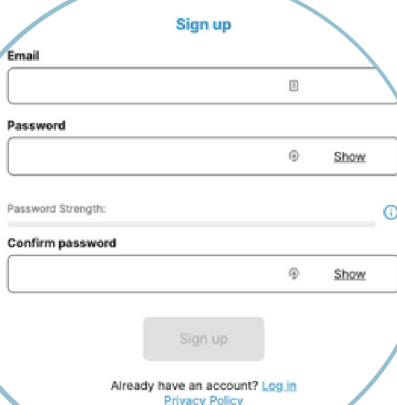 Sign up
Email
Password
Show
Password Strength:
Confirm password
Show
Sign up
Already have an account? Log in
Privacy Policy